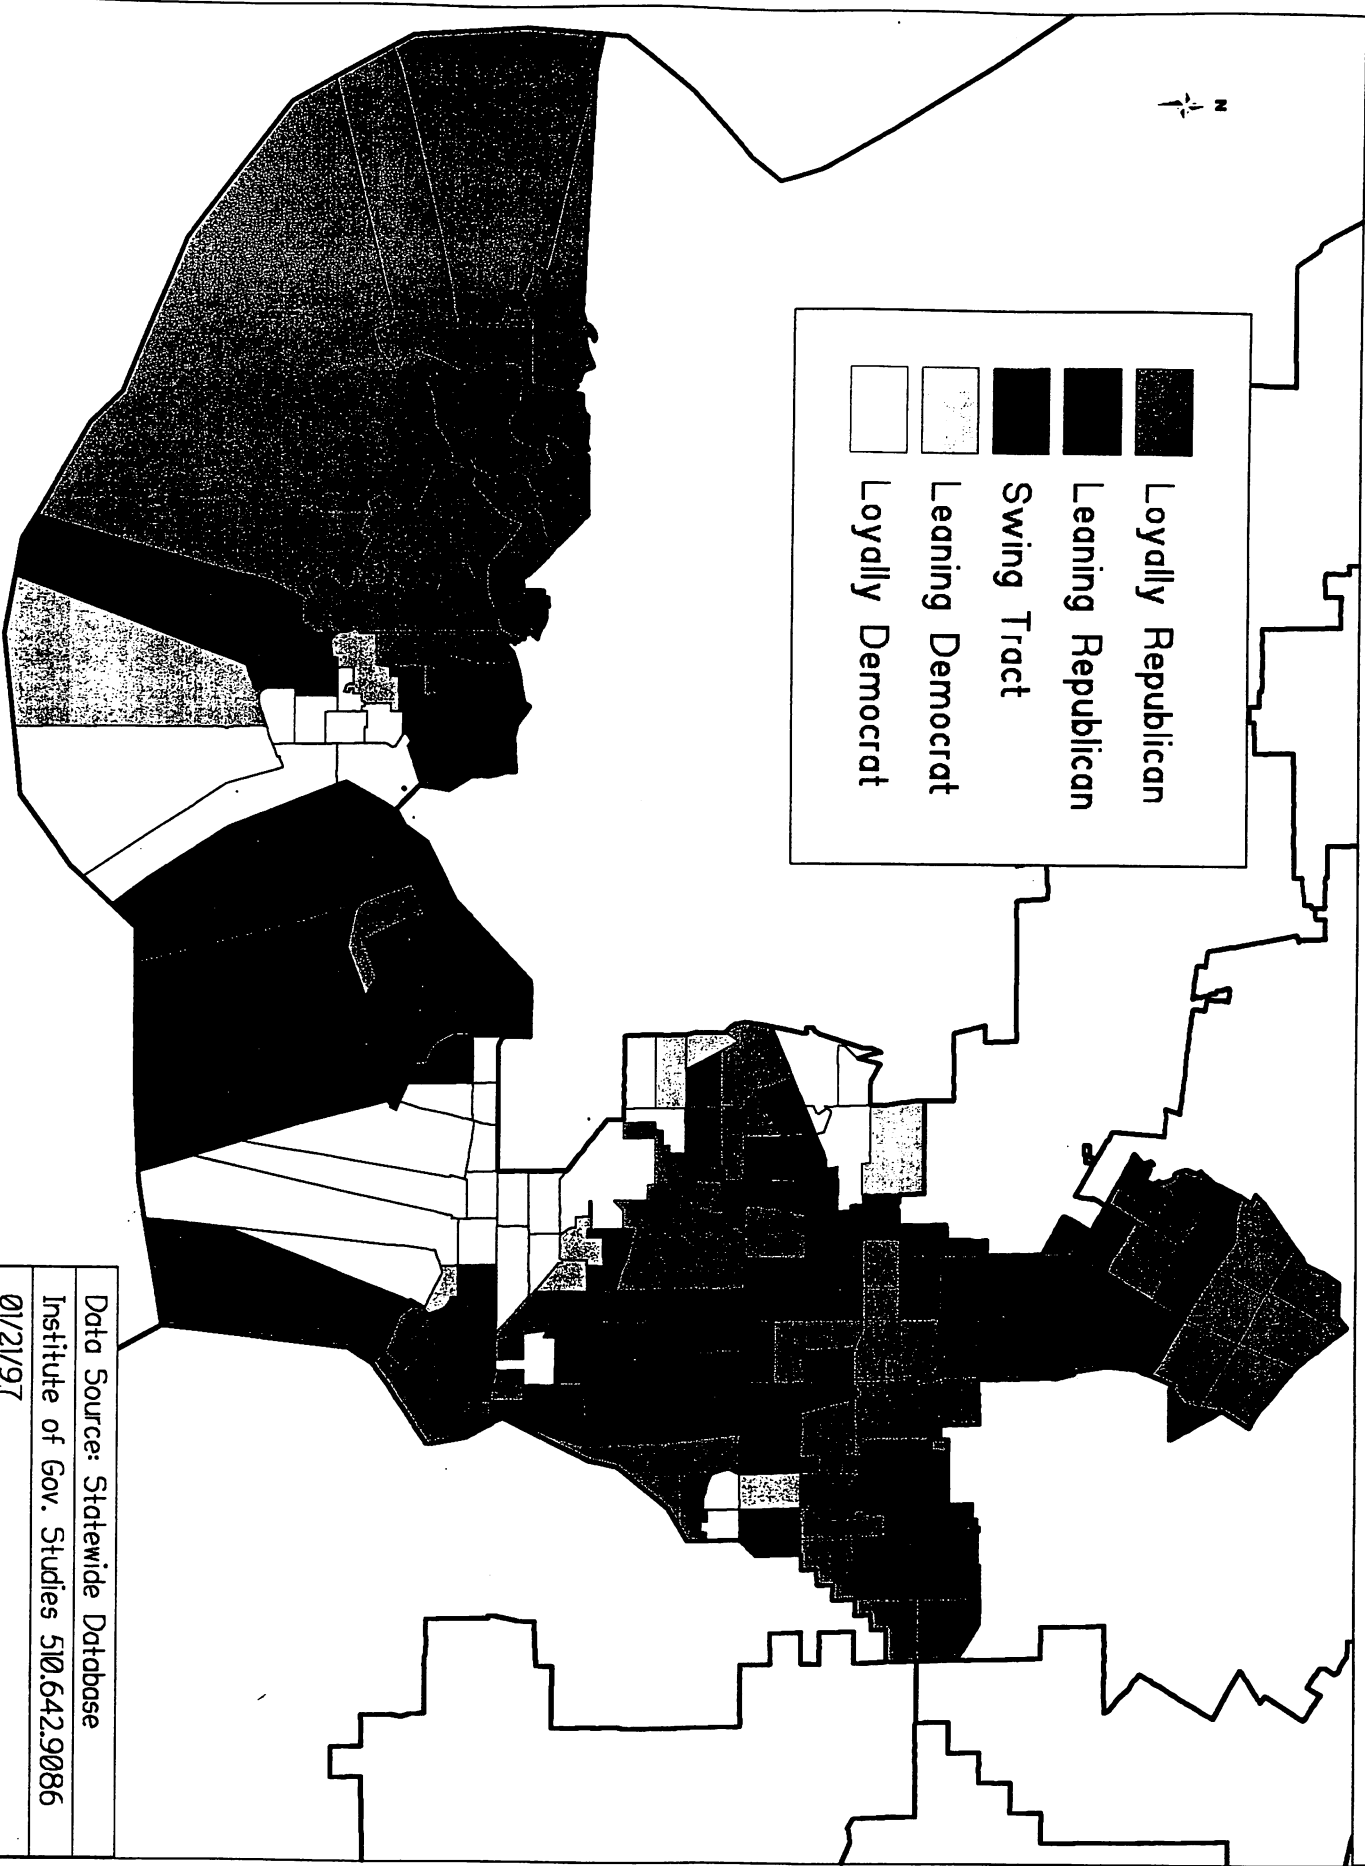 N
Loyally Republican
Leaning Republican
Swing Tract
Leaning Democrat
Loyally Democrat
Data Source: Statewide Database
Institute of Gov. Studies 510.642.9086
01/21/97